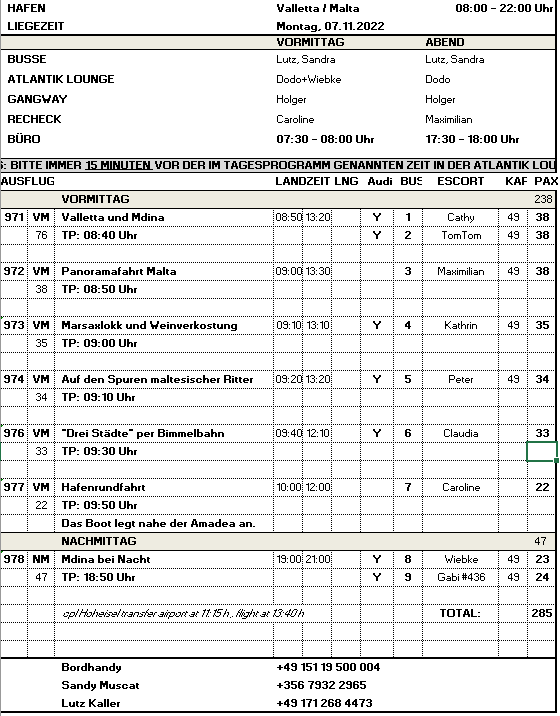 HAFEN Valletta / Malta 08:00 – 22:00 Uhr
LIEGEZEIT Montag, 07.11.2022
VORMITTAG ABEND
BUSSE Lutz, Sandra Lutz, Sandra
ATLANTIK LOUNGE Dodo+Wiebke Dodo
GANGWAY Holger Holger
RECHECK Caroline Maximilian
BÜRO 07:30 – 08:00 Uhr 17:30 – 18:00 Uhr
S: BITTE IMMER 15 MINUTEN VOR DER IM TAGESPROGRAMM GENANNTEN ZEIT IN DER ATLANTIK LOU
AUSFLUG LANDZEIT LNG Audi BUS ESCORT KAP PAX
VORMITTAG 238
971 VM Valletta und Mdina 08:50 13:20 Y 1 Cathy 49 38
76 TP: 08:40 Uhr Y 2 TomTom 49 38
972 VM Panoramafahrt Malta 09:00 13:30 3 Maximilian 49 38
38 TP: 08:50 Uhr
973 VM Marsaxlokk und Weinverkostung 09:10 13:10 Y 4 Kathrin 49 35
35 TP: 09:00 Uhr
974 VM Auf den Spuren maltesischer Ritter 09:20 13:20 Y 5 Peter 49 34
34 TP: 09:10 Uhr
976 VM "Drei Städte" per Bimmelbahn 09:40 12:10 Y 6 Claudia 33
33 TP: 09:30 Uhr
977 VM Hafenrundfahrt 10:00 12:00 7 Caroline 22
22 TP: 09:50 Uhr
Das Boot legt nahe der Amadea an.
NACHMITTAG 47
978 NM Mdina bei Nacht 19:00 21:00 Y 8 Wiebke 49 23
47 TP: 18:50 Uhr Y 9 Gabi #436 49 24
cpl Hoheisel transfer airport at 11:15 h, flight at 13:40 h TOTAL: 285
Bordhandy +49 151 19 500 004
Sandy Muscat +356 7932 2965
Lutz Kaller +49 171 268 4473